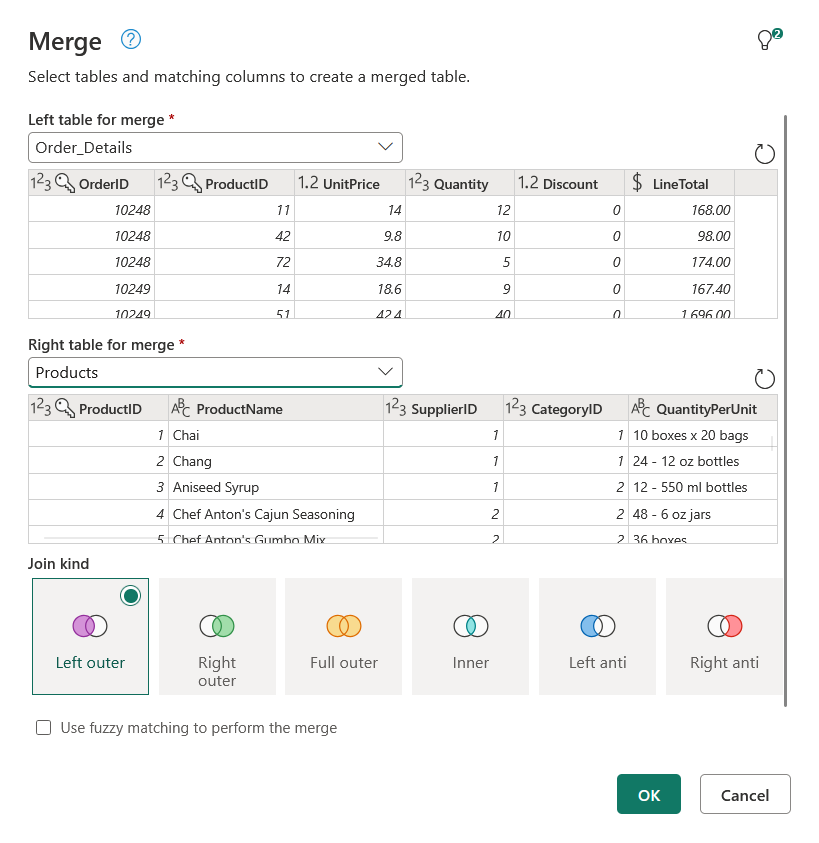 Merge
2
Select tables and matching columns to create a merged table.
Left table for merge *
Order_Details
1²3 OrderID 1²3 ProductID 1.2 UnitPrice 1²3 Quantity 1.2 Discount $ LineTotal
10248 11 14 12 0 168.00
10248 42 9.8 10 0 98.00
10248 72 34.8 5 0 174.00
10249 14 18.6 9 0 167.40
10249 51 42.4 40 0 1,696.00
Right table for merge *
Products
1²3 ProductID ABC ProductName 1²3 SupplierID 1²3 CategoryID ABC QuantityPerUnit
1 Chai 1 1 10 boxes x 20 bags
2 Chang 1 1 24 - 12 oz bottles
3 Aniseed Syrup 1 2 12 - 550 ml bottles
4 Chef Anton's Cajun Seasoning 2 2 48 - 6 oz jars
5 Chef Anton's Gumbo Mix 2 2 36 boxes
Join kind
Left outer
Right outer
Full outer
Inner
Left anti
Right anti
Use fuzzy matching to perform the merge
OK
Cancel